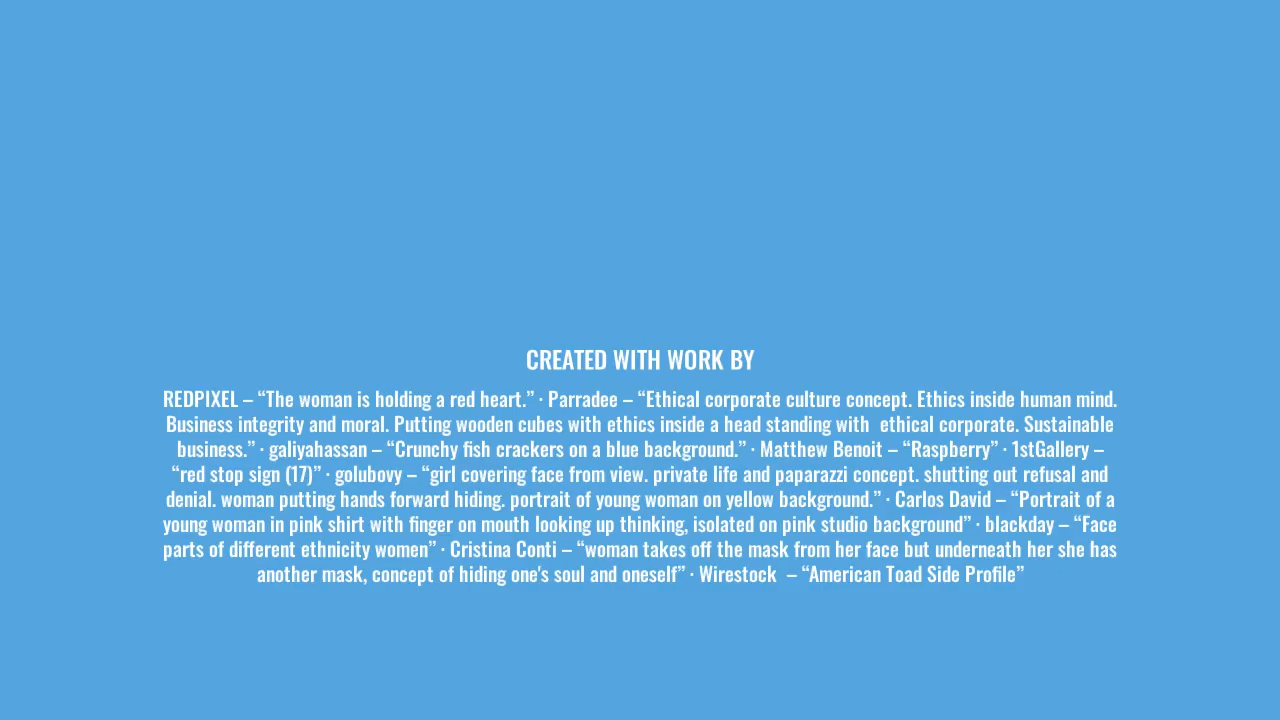 CREATED WITH WORK BY
REDPIXEL – “The woman is holding a red heart.” · Parradee – “Ethical corporate culture concept. Ethics inside human mind.
Business integrity and moral. Putting wooden cubes with ethics inside a head standing with  ethical corporate. Sustainable
business.” · galiyahassan – “Crunchy fish crackers on a blue background.” · Matthew Benoit – “Raspberry” · 1stGallery –
“red stop sign (17)” · golubovy – “girl covering face from view. private life and paparazzi concept. shutting out refusal and
denial. woman putting hands forward hiding. portrait of young woman on yellow background.” · Carlos David – “Portrait of a
young woman in pink shirt with finger on mouth looking up thinking, isolated on pink studio background” · blackday – “Face
parts of different ethnicity women” · Cristina Conti – “woman takes off the mask from her face but underneath her she has
another mask, concept of hiding one's soul and oneself” · Wirestock  – “American Toad Side Profile”